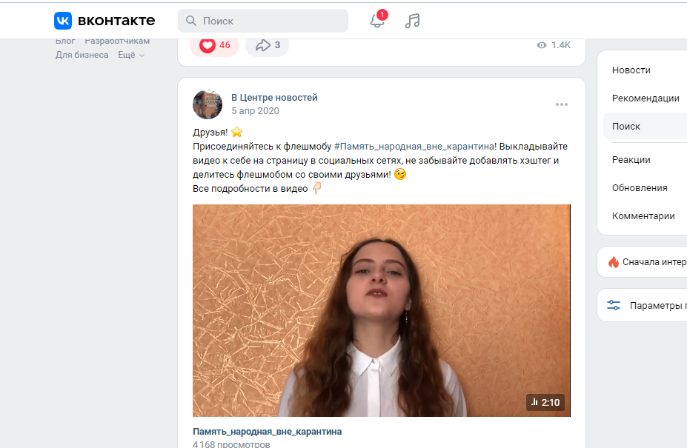 вконтакте
Поиск
1
Блог Разработчикам
Для бизнеса Ещё
46
3
1.4K
Новости
Рекомендации
Поиск
Реакции
Обновления
Комментарии
Сначала интер
Параметры п
В Центре новостей
5 апр 2020
Друзья!
Присоединяйтесь к флешмобу #Память_народная_вне_карантина! Выкладывайте
видео к себе на страницу в социальных сетях, не забывайте добавлять хэштег и
делитесь флешмобом со своими друзьями!
Все подробности в видео
2:10
Память_народная_вне_карантина
4 168 просмотров